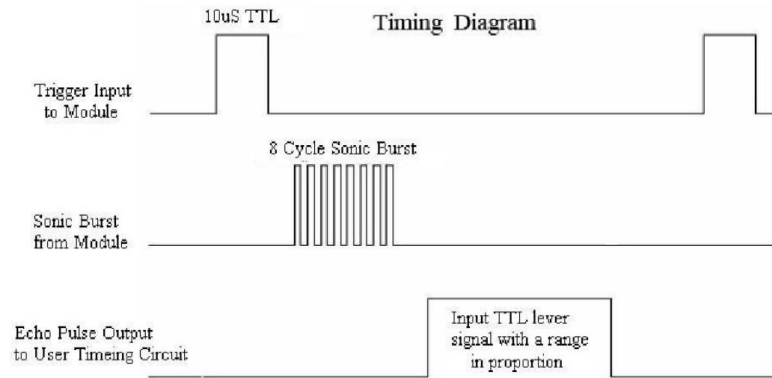 10uS TTL
Timing Diagram
Trigger Input
to Module
8 Cycle Sonic Burst
Sonic Burst
from Module
Echo Pulse Output
to User Timeing Circuit
Input TTL lever
signal with a range
in proportion